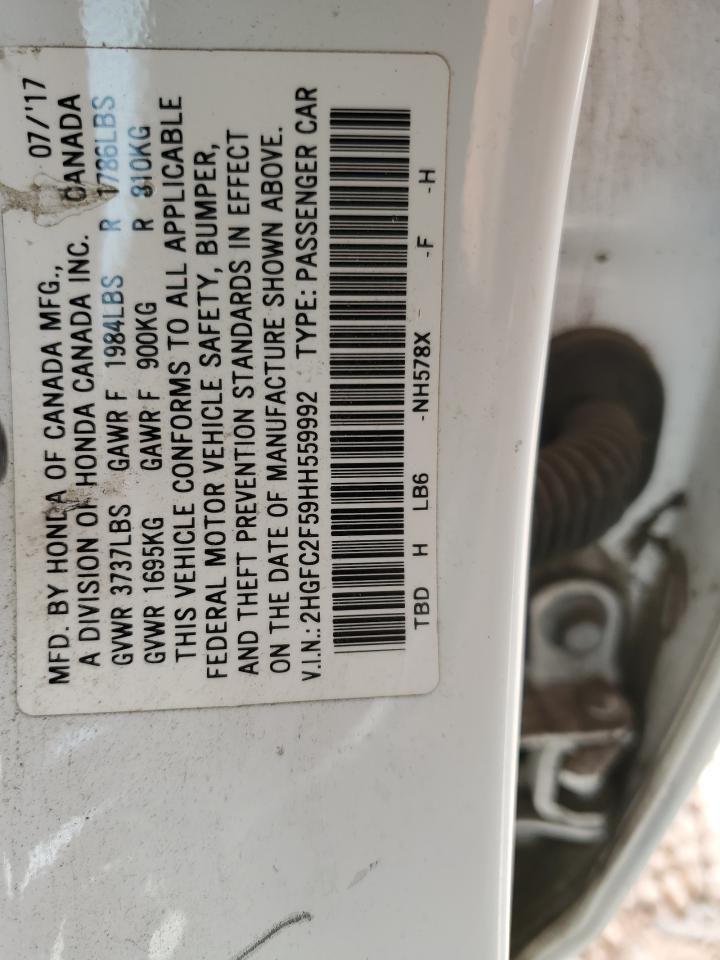 MFD. BY HONDA OF CANADA MFG., 07/'17
A DIVISION OF HONDA CANADA INC. CANADA
GVWR 3737LBS GAWR F 1984LBS R 1786LBS
GVWR 1695KG GAWR F 900KG R 810KG
THIS VEHICLE CONFORMS TO ALL APPLICABLE
FEDERAL MOTOR VEHICLE SAFETY, BUMPER,
AND THEFT PREVENTION STANDARDS IN EFFECT
ON THE DATE OF MANUFACTURE SHOWN ABOVE.
V.I.N.: 2HGFC2F59HH559992 TYPE: PASSENGER CAR
TBD H LB6 -NH578X- -F -H